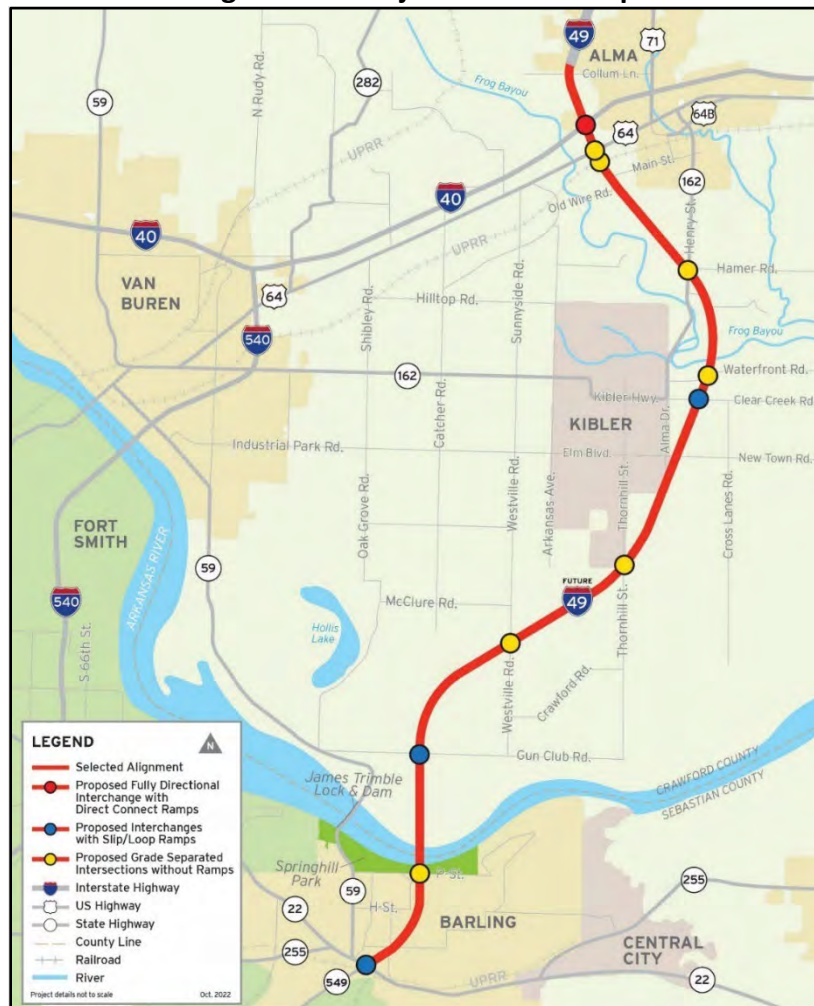 49
ALMA
71
Collum Ln.
59
N Rudy Rd.
282
Frog Bayou
64B
64
UPRR
Main St.
40
Old Wire Rd.
162
40
UPRR
Henry St.
VAN
BUREN
64
Hamer Rd.
Hilltop Rd.
Shibley Rd.
Sunnyside Rd.
540
Frog Bayou
162
Waterfront Rd.
Kibler Hwy.
Clear Creek Rd.
Catcher Rd.
KIBLER
Alma Dr.
Industrial Park Rd.
Elm Blvd.
New Town Rd.
Oak Grove Rd.
Westville Rd.
Arkansas Ave.
Thornhill St.
Cross Lanes Rd.
FORT
SMITH
ARKANSAS RIVER
59
540
S 66th St.
McClure Rd.
FUTURE
49
Hollis
Lake
Thornhill St.
Westville Rd.
Crawford Rd.
Gun Club Rd.
James Trimble
Lock & Dam
CRAWFORD COUNTY
SEBASTIAN COUNTY
Springhill
Park
59
H-St.
22
255
BARLING
255
CENTRAL
CITY
549
UPRR
22
LEGEND
N
Selected Alignment
Proposed Fully Directional
Interchange with
Direct Connect Ramps
Proposed Interchanges
with Slip/Loop Ramps
Proposed Grade Separated
Intersections without Ramps
Interstate Highway
US Highway
State Highway
County Line
Railroad
River
Project details not to scale
Oct. 2022